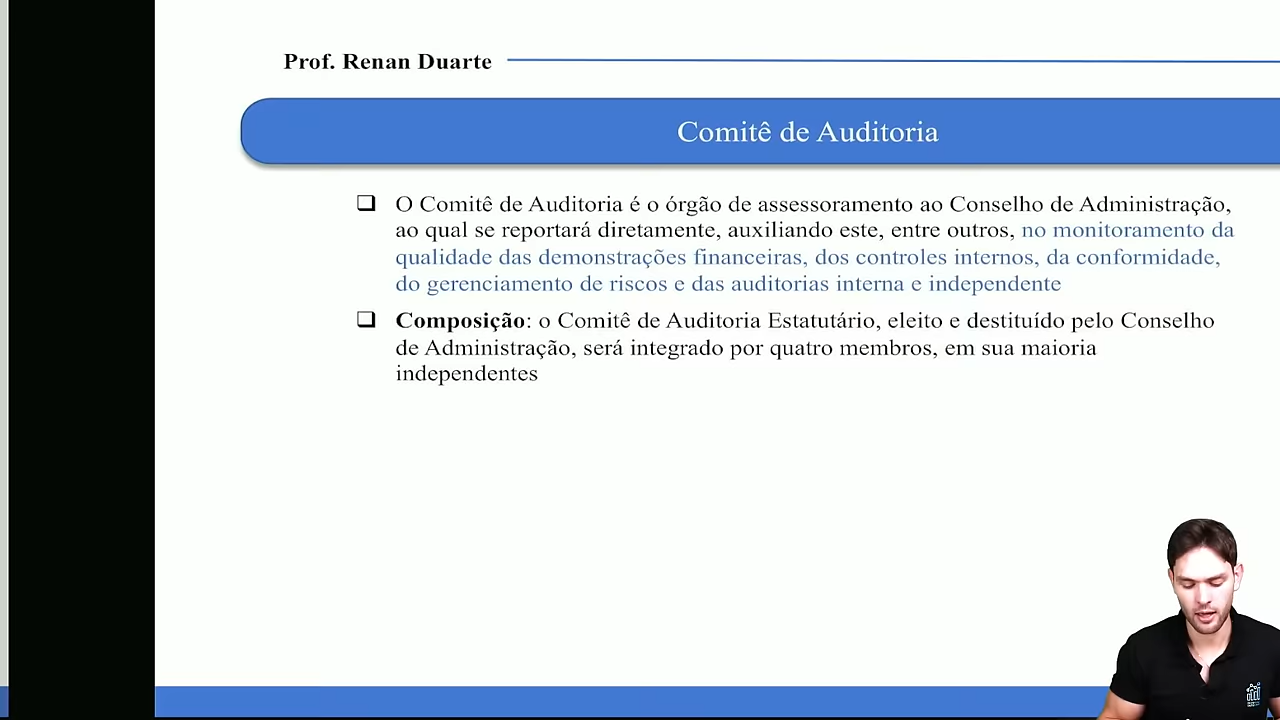 Prof. Renan Duarte
Comitê de Auditoria
O Comitê de Auditoria é o órgão de assessoramento ao Conselho de Administração,
ao qual se reportará diretamente, auxiliando este, entre outros, no monitoramento da
qualidade das demonstrações financeiras, dos controles internos, da conformidade,
do gerenciamento de riscos e das auditorias interna e independente
Composição: o Comitê de Auditoria Estatutário, eleito e destituído pelo Conselho
de Administração, será integrado por quatro membros, em sua maioria
independentes